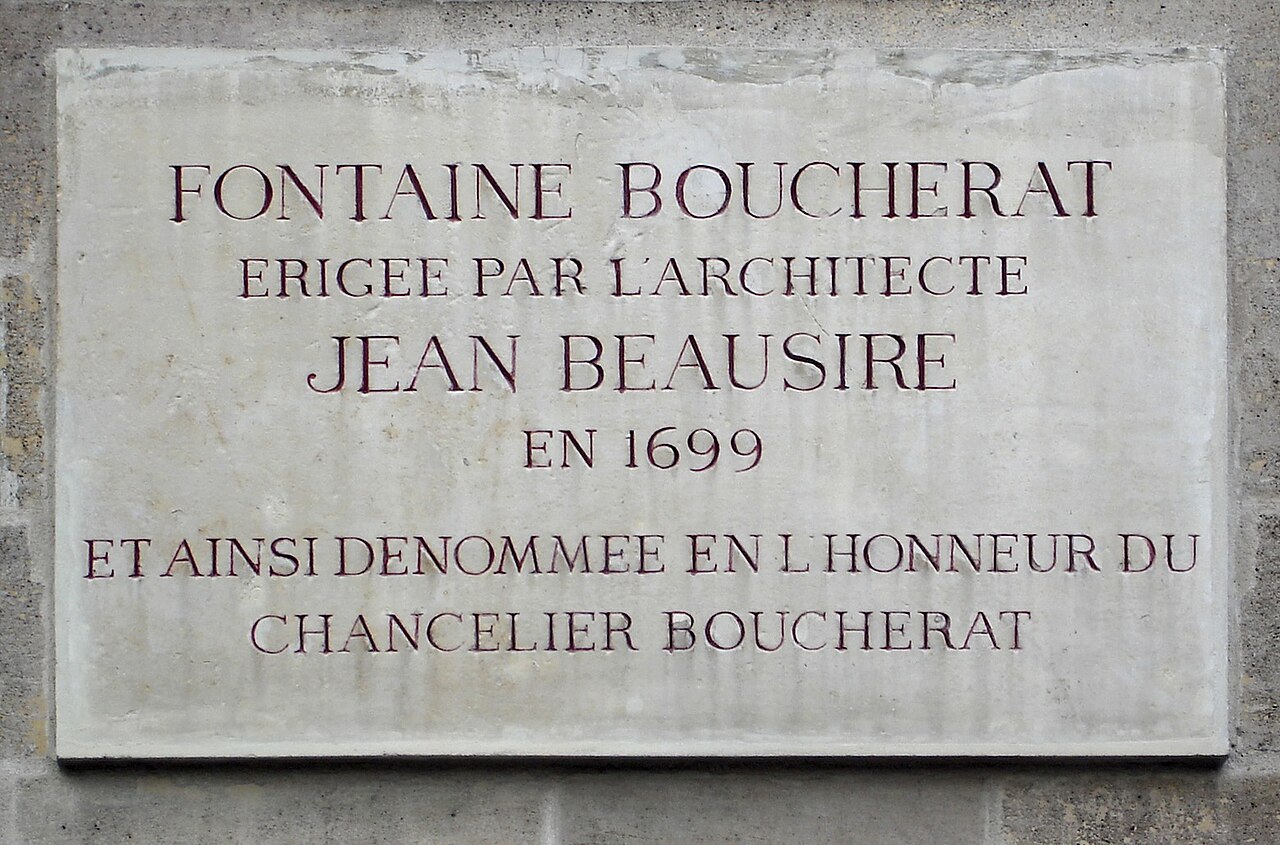 FONTAINE BOUCHERAT
ERIGEE PAR L'ARCHITECTE
JEAN BEAUSIRE
EN 1699
ET AINSI DENOMMEE EN L'HONNEUR DU
CHANCELIER BOUCHERAT